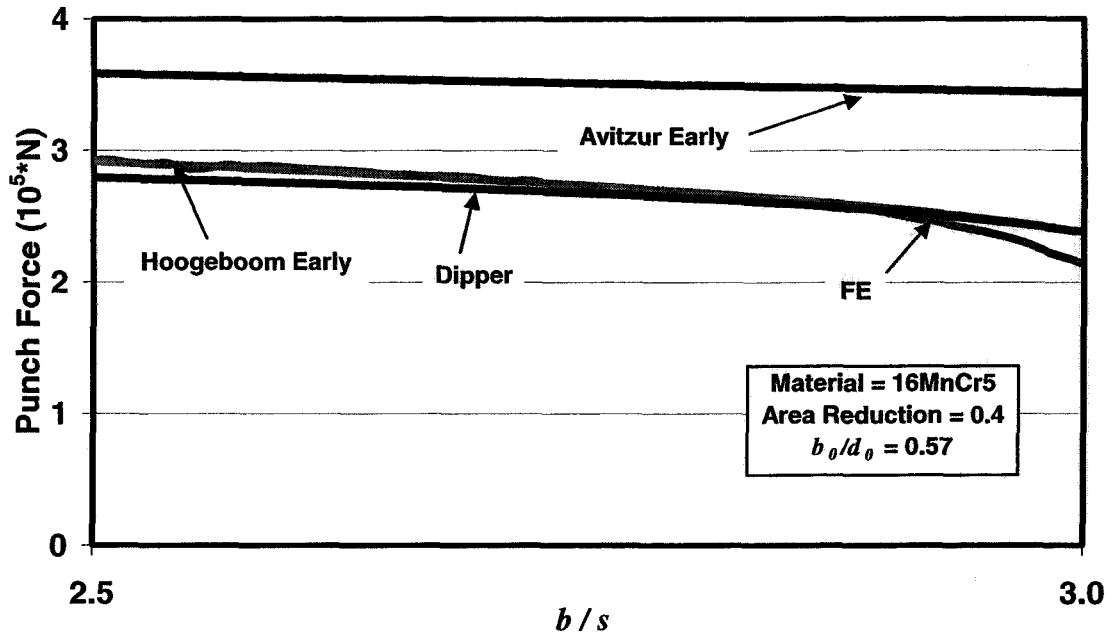 4
3
2
1
0
Punch Force (10⁵*N)
Avitzur Early
Hoogeboom Early
Dipper
FE
Material = 16MnCr5
Area Reduction = 0.4
b₀/d₀ = 0.57
2.5
3.0
b / s